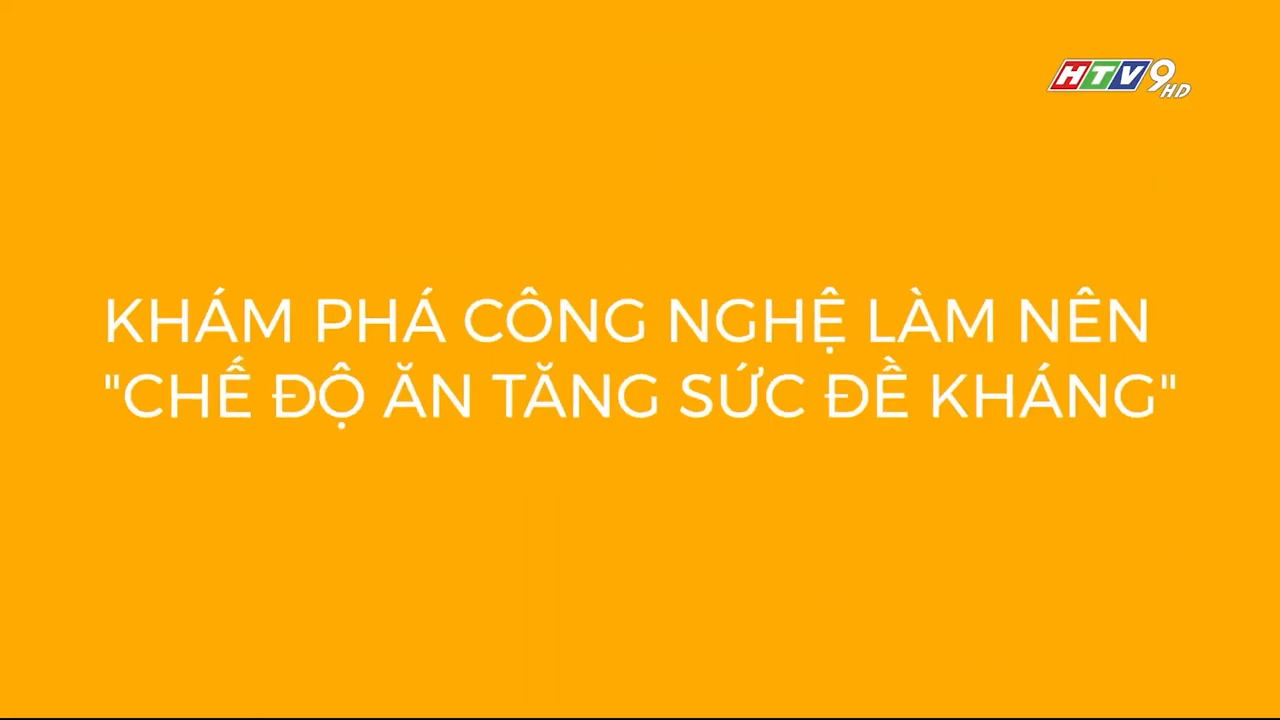 HTV9 HD
KHÁM PHÁ CÔNG NGHỆ LÀM NÊN
"CHẾ ĐỘ ĂN TĂNG SỨC ĐỀ KHÁNG"